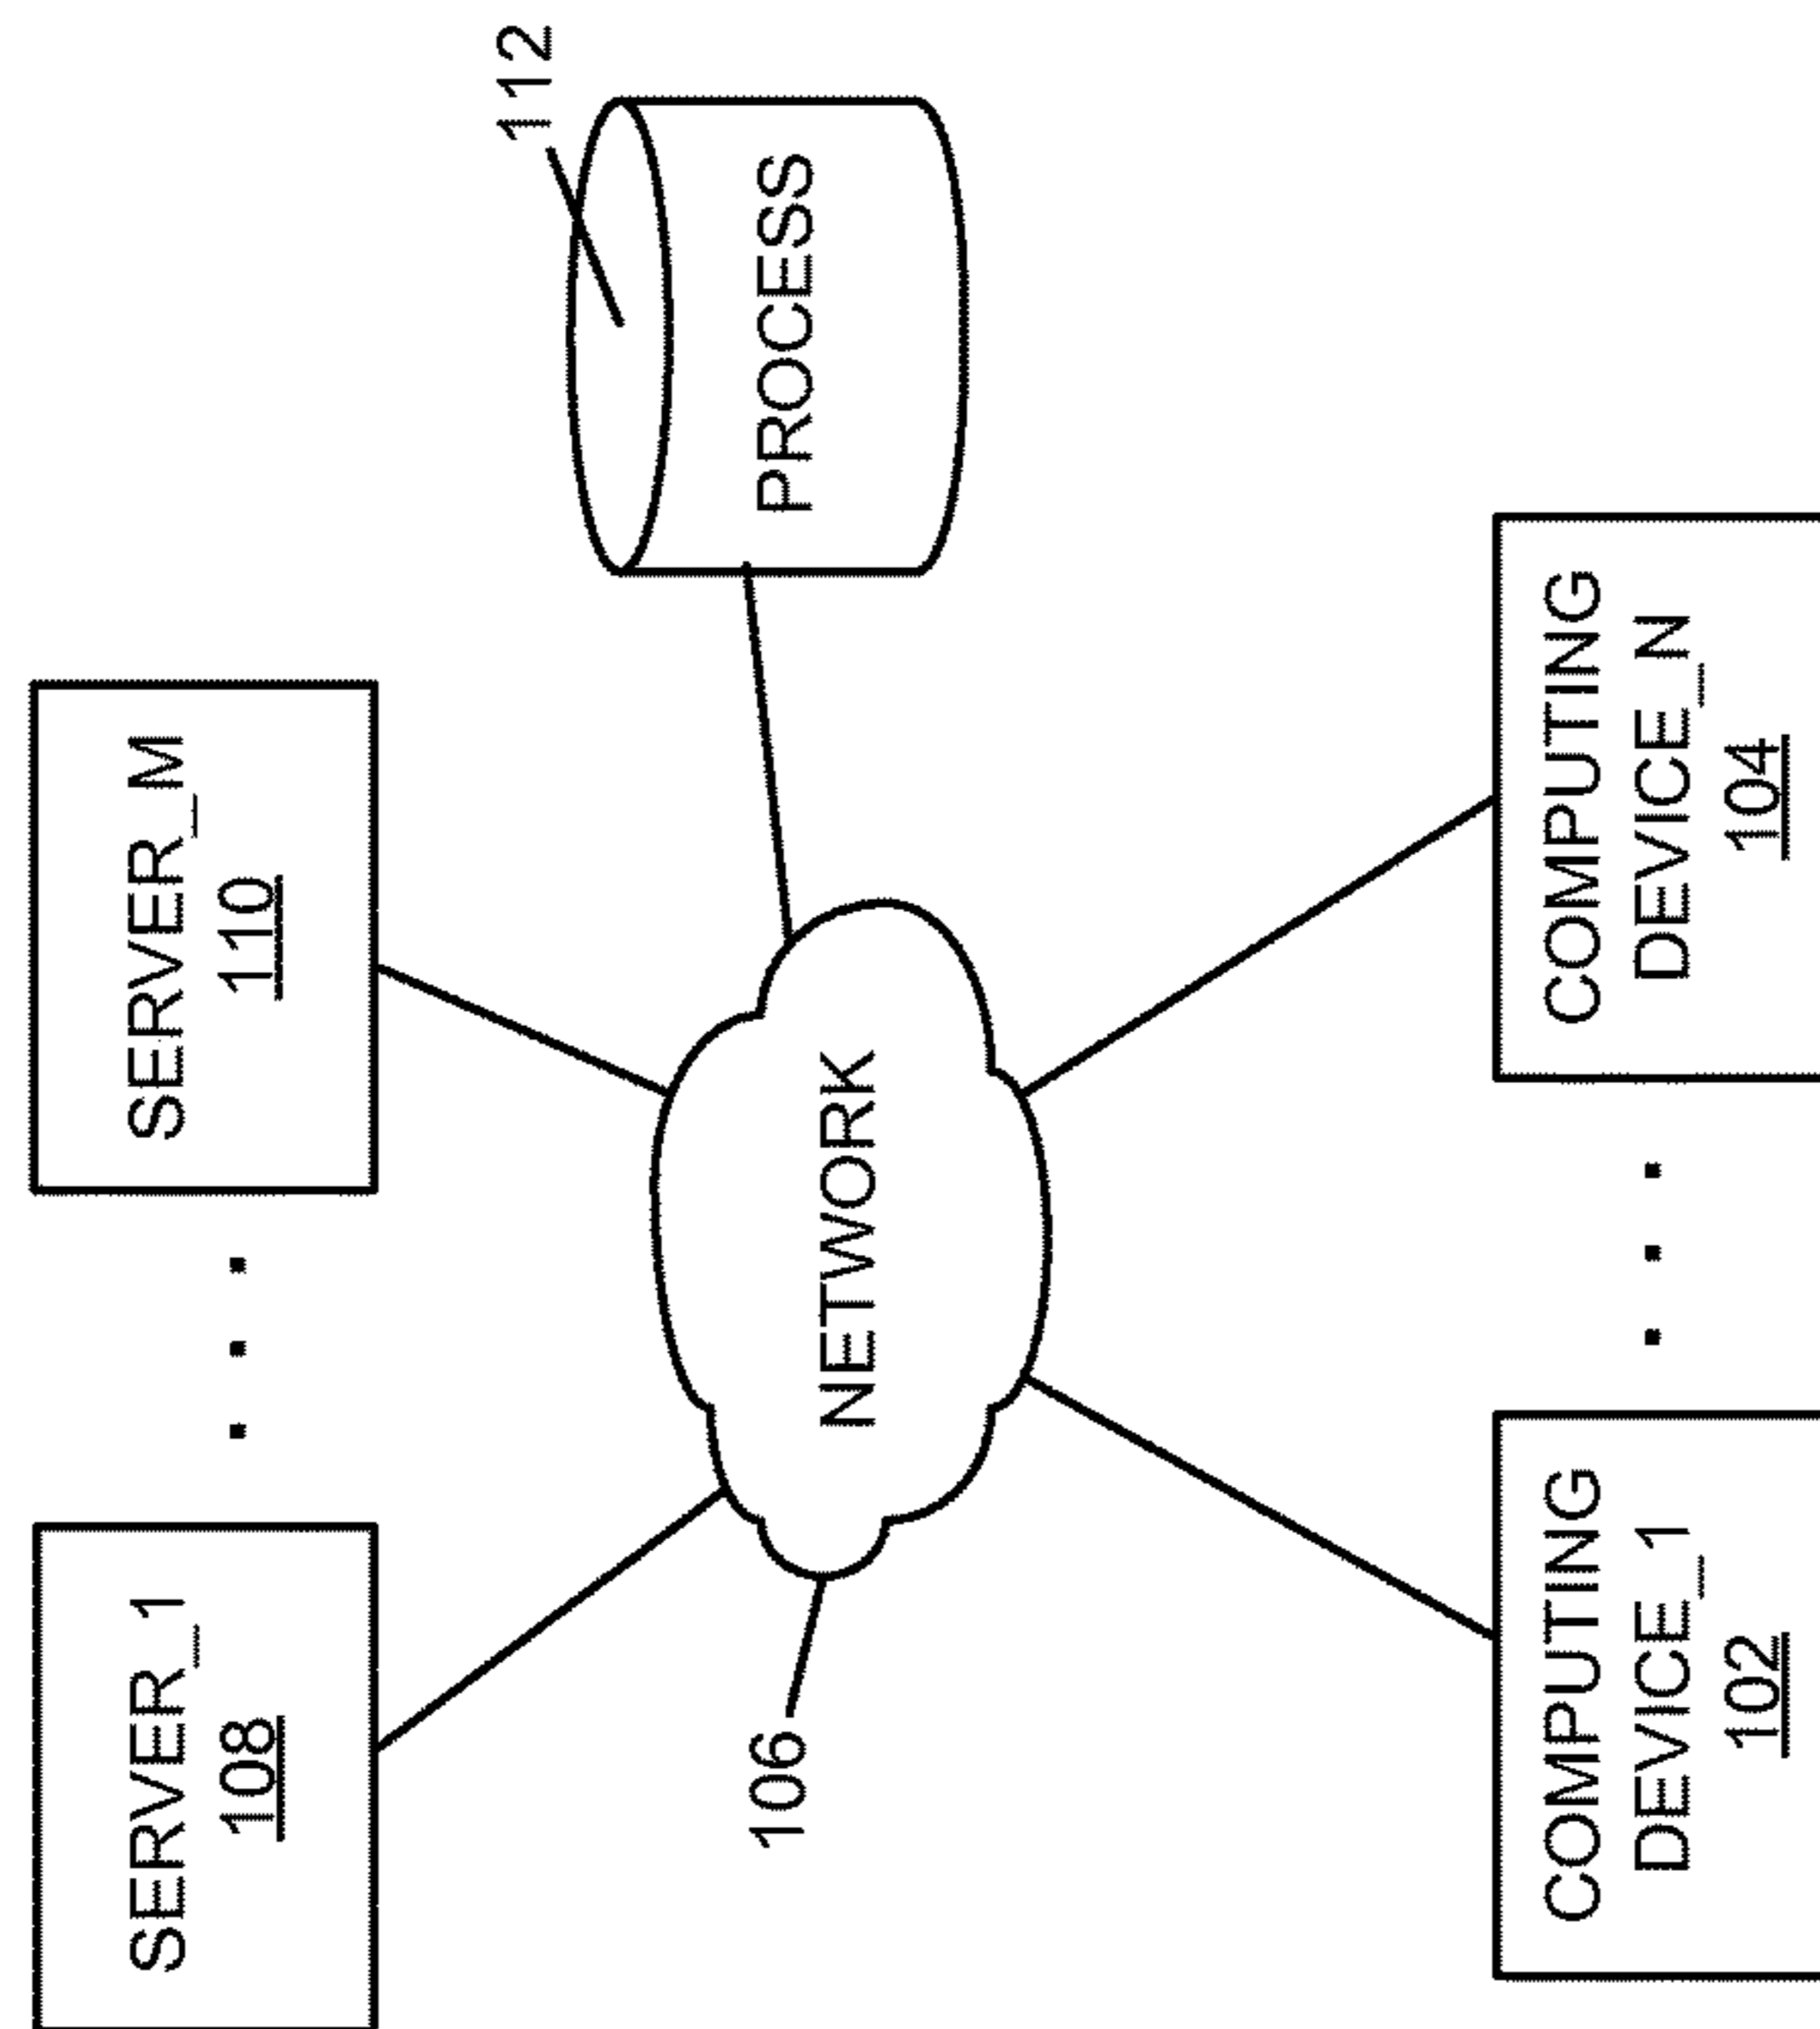 SERVER_1
108
SERVER_M
110
112
PROCESS
NETWORK
106
COMPUTING
DEVICE_1
102
COMPUTING
DEVICE_N
104